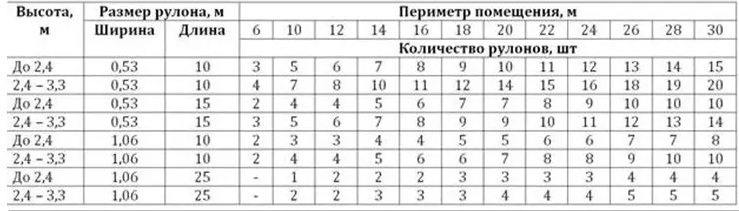 Высота, м Размер рулона, м Периметр помещения, м
Ширина Длина 6 10 12 14 16 18 20 22 24 26 28 30
Количество рулонов, шт
До 2,4 0,53 10 3 5 6 7 8 9 10 11 12 13 14 15
2,4 – 3,3 0,53 10 4 7 8 10 11 12 14 15 16 18 19 20
До 2,4 0,53 15 2 4 4 5 6 7 7 8 9 10 10 10
2,4 – 3,3 0,53 15 3 5 6 7 8 9 9 10 11 12 13 14
До 2,4 1,06 10 2 3 3 4 4 5 5 6 6 7 7 8
2,4 – 3,3 1,06 10 2 4 4 5 6 6 7 8 8 9 10 10
До 2,4 1,06 25 - 1 2 2 2 3 3 3 3 4 4 4
2,4 – 3,3 1,06 25 - 2 2 3 3 3 4 4 4 5 5 5